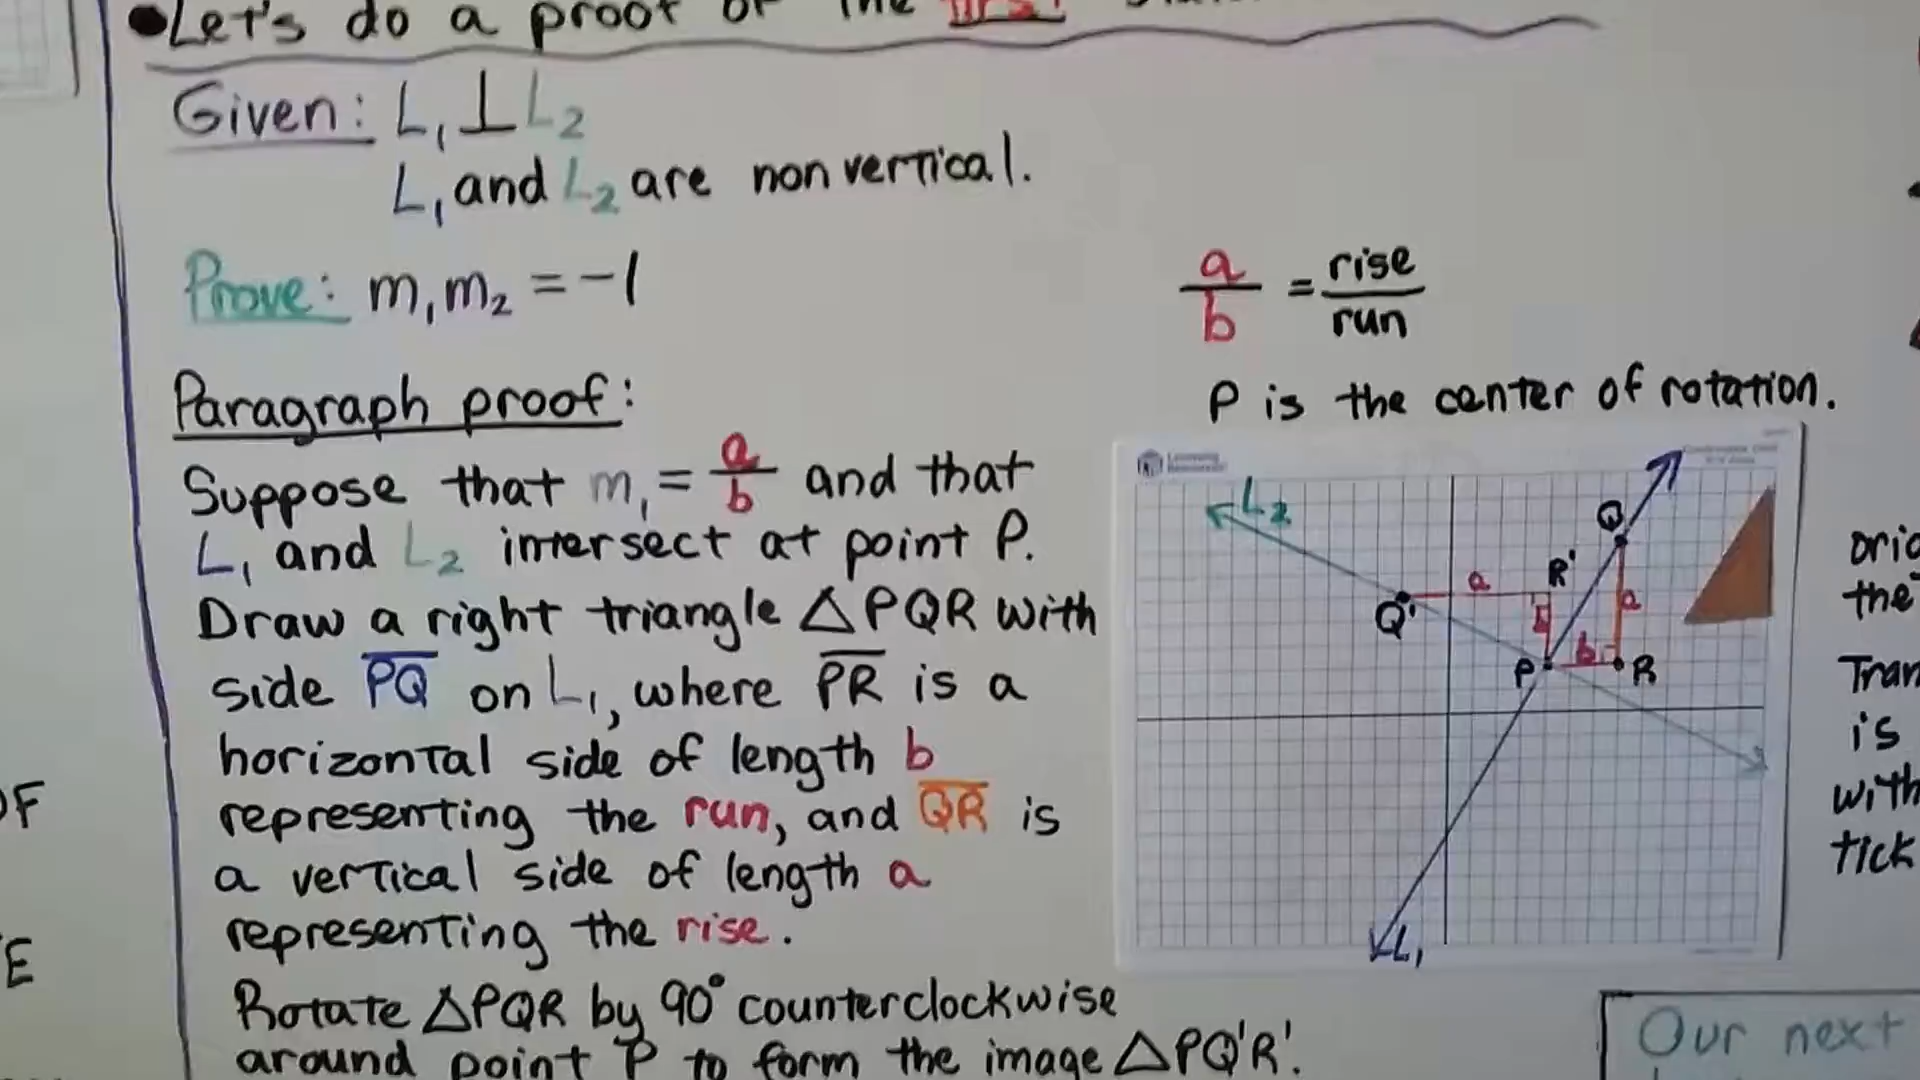 •Let's do a proof of the first
Given: L₁ ⊥ L₂
L₁ and L₂ are nonvertical.
Prove: m₁m₂ = -1
a/b = rise/run
P is the center of rotation.
Paragraph proof:
Suppose that m₁ = a/b and that
L₁ and L₂ intersect at point P.
Draw a right triangle △PQR with
side PQ on L₁, where PR is a
horizontal side of length b
representing the run, and QR is
a vertical side of length a
representing the rise.
Rotate △PQR by 90° counterclockwise
around point P to form the image △PQ'R'.
L₂
Q
a
R'
Q'
a
b
P
R
L₁
the
is
with
tick
OF
E
Our next